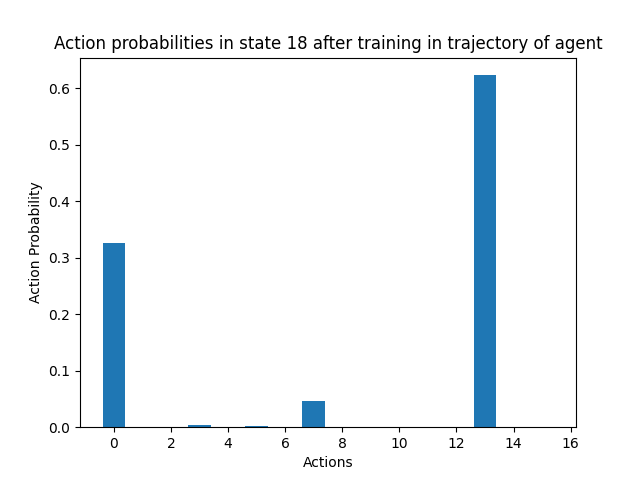 Action probabilities in state 18 after training in trajectory of agent
0.6
0.5
0.4
0.3
0.2
0.1
0.0
Action Probability
0 2 4 6 8 10 12 14 16
Actions